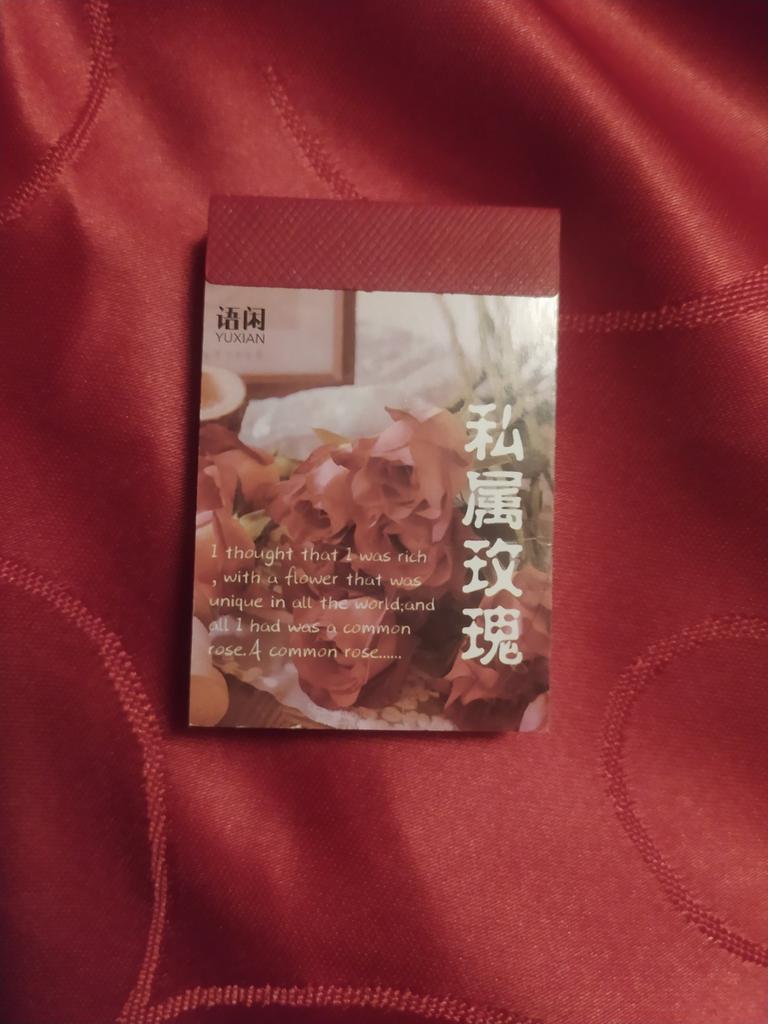 语闲
YUXIAN
私属玫瑰
I thought that I was rich
, with a flower that was
unique in all the world;and
all I had was a common
rose.A common rose......